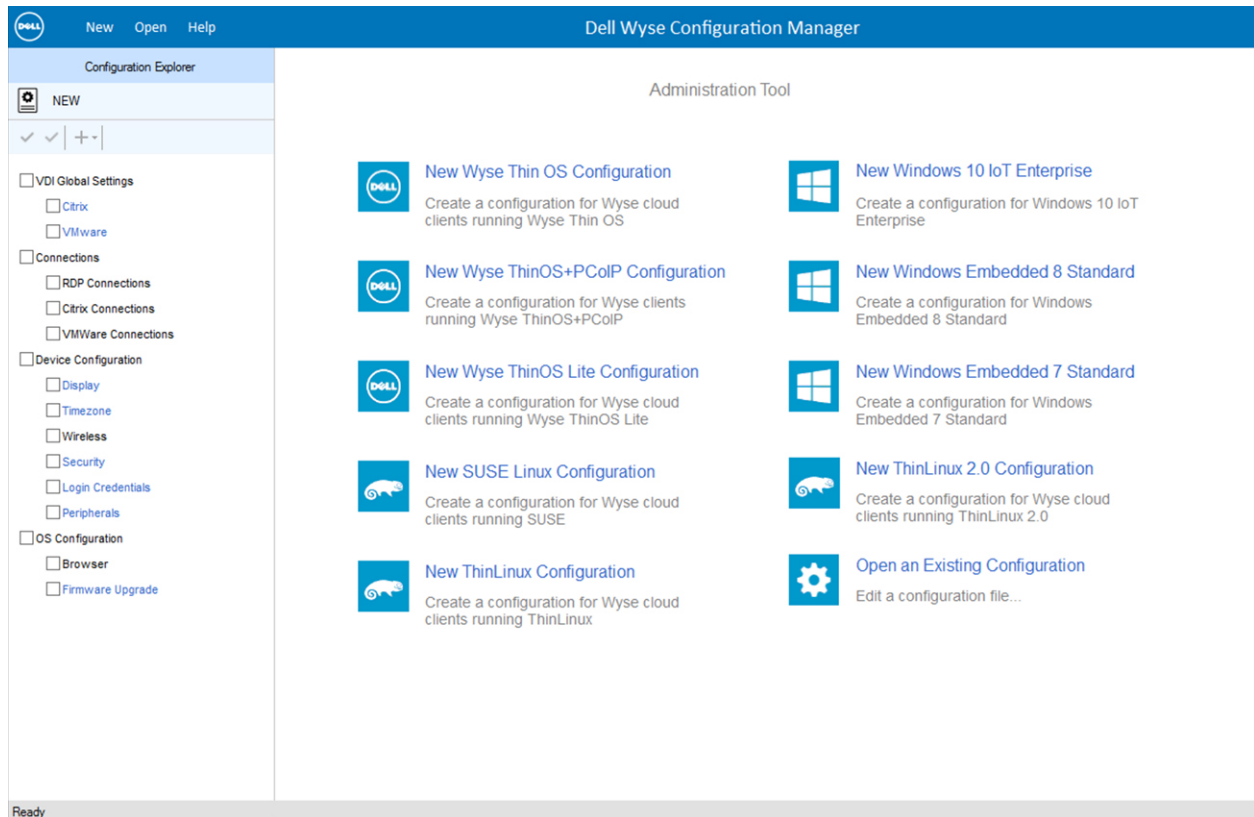 DELL New Open Help Dell Wyse Configuration Manager
Configuration Explorer
NEW
VDI Global Settings
Citrix
VMware
Connections
RDP Connections
Citrix Connections
VMWare Connections
Device Configuration
Display
Timezone
Wireless
Security
Login Credentials
Peripherals
OS Configuration
Browser
Firmware Upgrade
Administration Tool
DELL
New Wyse Thin OS Configuration
Create a configuration for Wyse cloud
clients running Wyse Thin OS
DELL
New Wyse ThinOS+PCoIP Configuration
Create a configuration for Wyse clients
running Wyse ThinOS+PCoIP
DELL
New Wyse ThinOS Lite Configuration
Create a configuration for Wyse cloud
clients running Wyse ThinOS Lite
New SUSE Linux Configuration
Create a configuration for Wyse cloud
clients running SUSE
New ThinLinux Configuration
Create a configuration for Wyse cloud
clients running ThinLinux
New Windows 10 IoT Enterprise
Create a configuration for Windows 10 IoT
Enterprise
New Windows Embedded 8 Standard
Create a configuration for Windows
Embedded 8 Standard
New Windows Embedded 7 Standard
Create a configuration for Windows
Embedded 7 Standard
New ThinLinux 2.0 Configuration
Create a configuration for Wyse cloud
clients running ThinLinux 2.0
Open an Existing Configuration
Edit a configuration file...
Ready